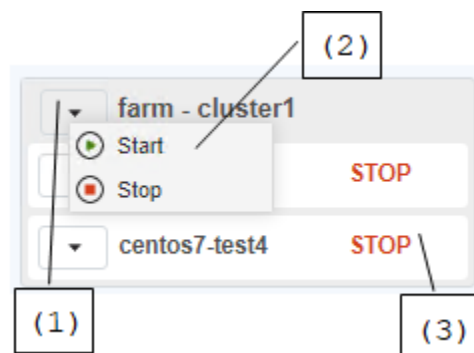 (2)
farm - cluster1
Start
Stop
STOP
centos7-test4 STOP
(1)
(3)